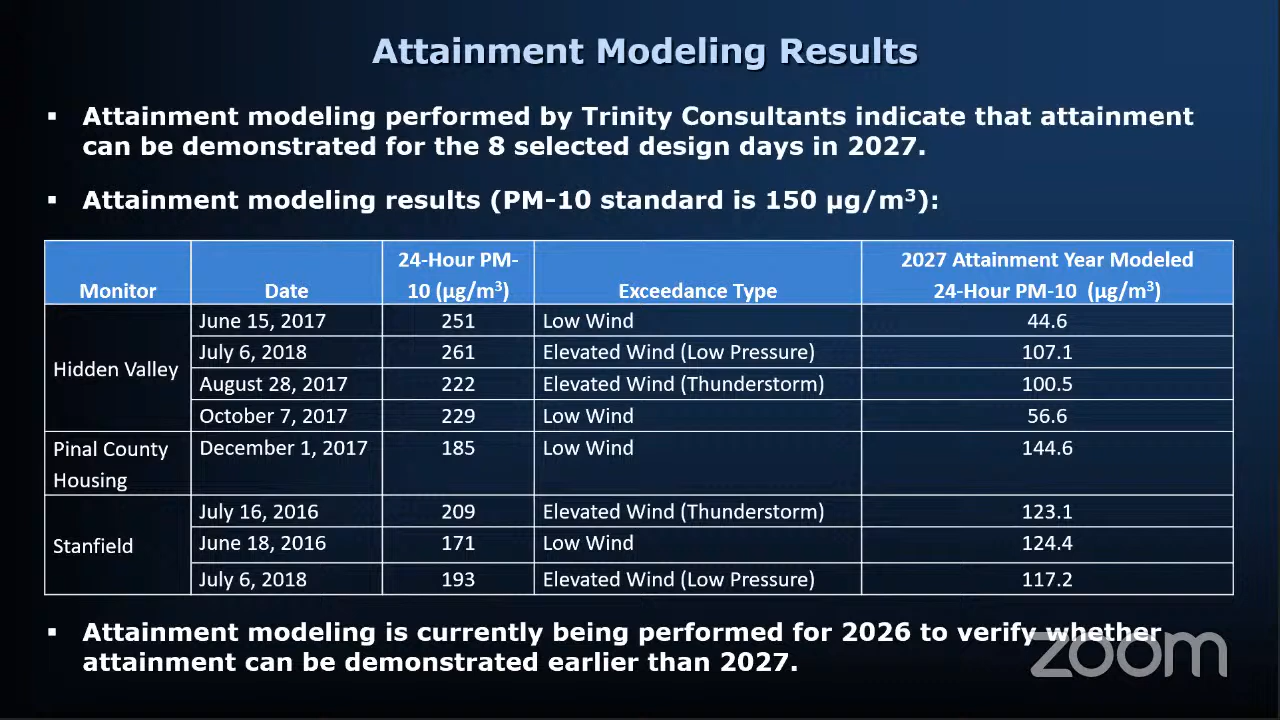 Attainment Modeling Results
▪ Attainment modeling performed by Trinity Consultants indicate that attainment
can be demonstrated for the 8 selected design days in 2027.
▪ Attainment modeling results (PM-10 standard is 150 µg/m³):
Monitor Date 24-Hour PM-10 (µg/m³) Exceedance Type 2027 Attainment Year Modeled 24-Hour PM-10 (µg/m³)
Hidden Valley June 15, 2017 251 Low Wind 44.6
July 6, 2018 261 Elevated Wind (Low Pressure) 107.1
August 28, 2017 222 Elevated Wind (Thunderstorm) 100.5
October 7, 2017 229 Low Wind 56.6
Pinal County Housing December 1, 2017 185 Low Wind 144.6
Stanfield July 16, 2016 209 Elevated Wind (Thunderstorm) 123.1
June 18, 2016 171 Low Wind 124.4
July 6, 2018 193 Elevated Wind (Low Pressure) 117.2
▪ Attainment modeling is currently being performed for 2026 to verify whether
attainment can be demonstrated earlier than 2027.
zoom